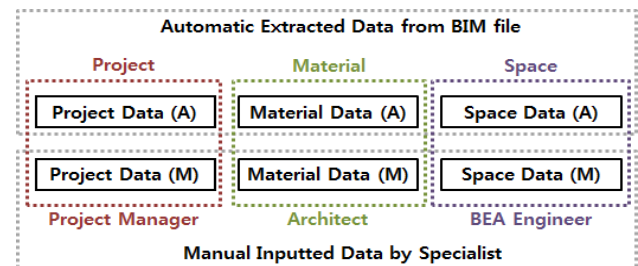 Automatic Extracted Data from BIM file
Project Material Space
Project Data (A) Material Data (A) Space Data (A)
Project Data (M) Material Data (M) Space Data (M)
Project Manager Architect BEA Engineer
Manual Inputted Data by Specialist